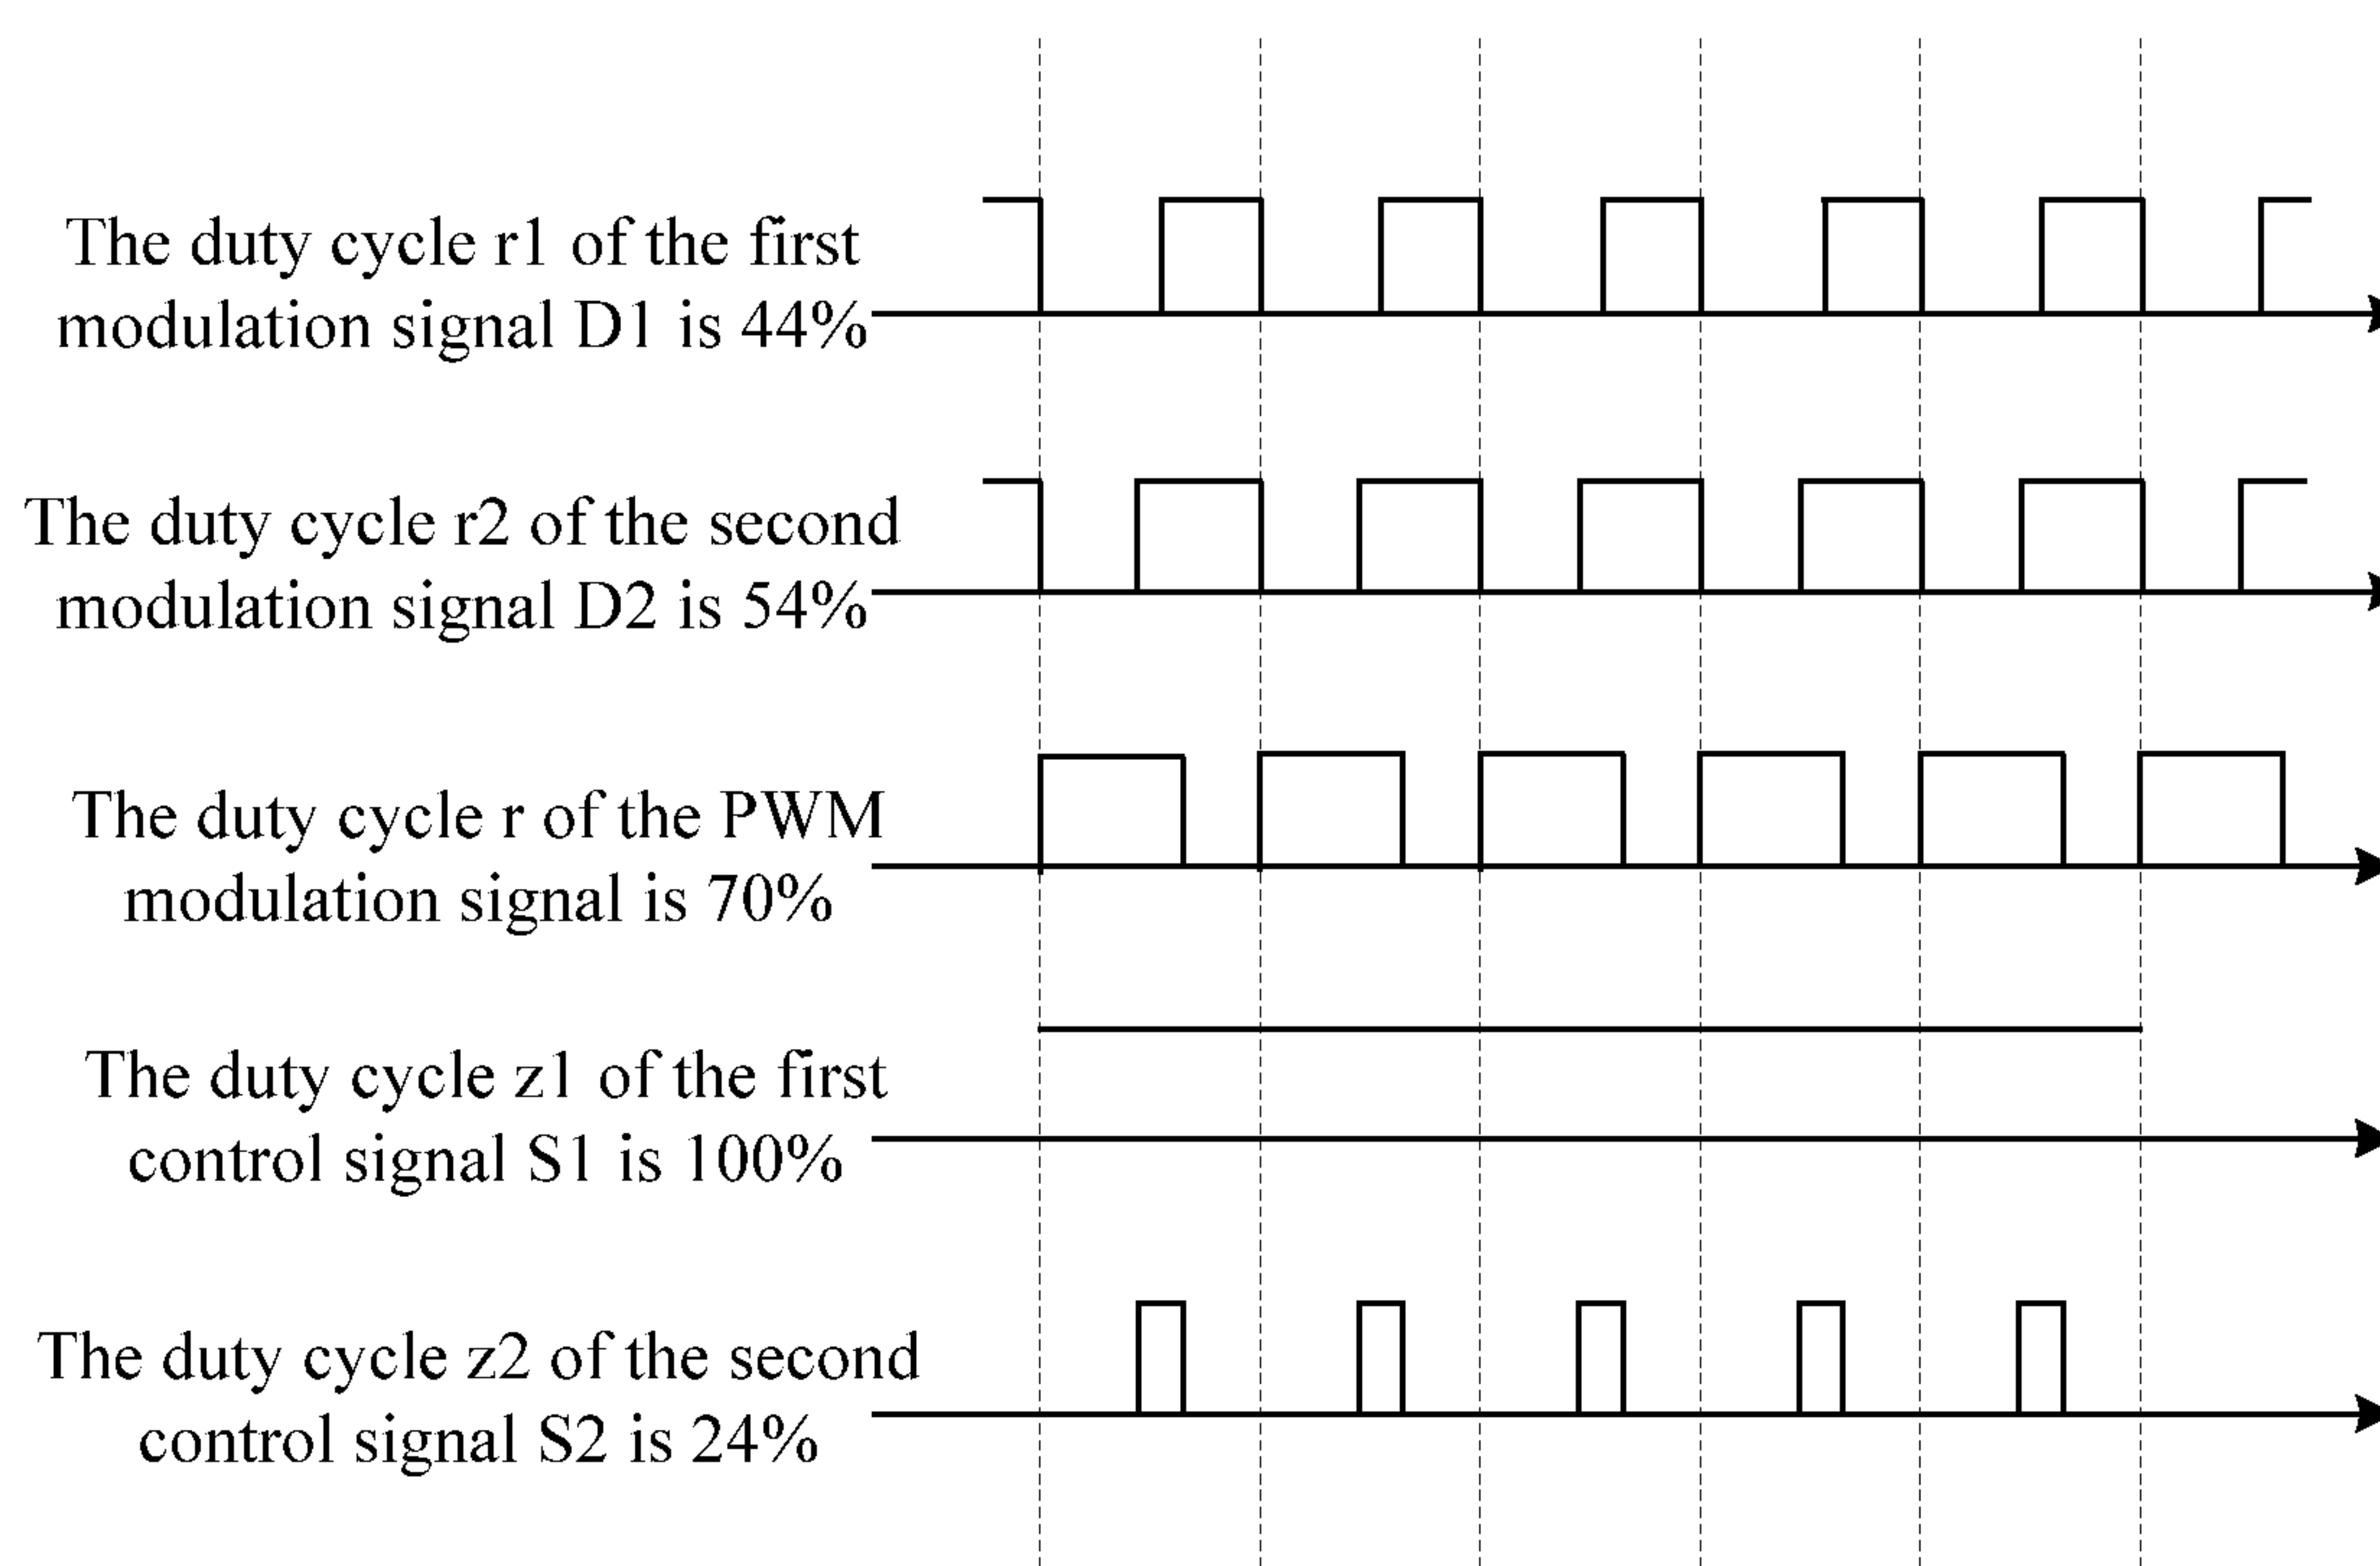 The duty cycle r1 of the first
modulation signal D1 is 44%
The duty cycle r2 of the second
modulation signal D2 is 54%
The duty cycle r of the PWM
modulation signal is 70%
The duty cycle z1 of the first
control signal S1 is 100%
The duty cycle z2 of the second
control signal S2 is 24%